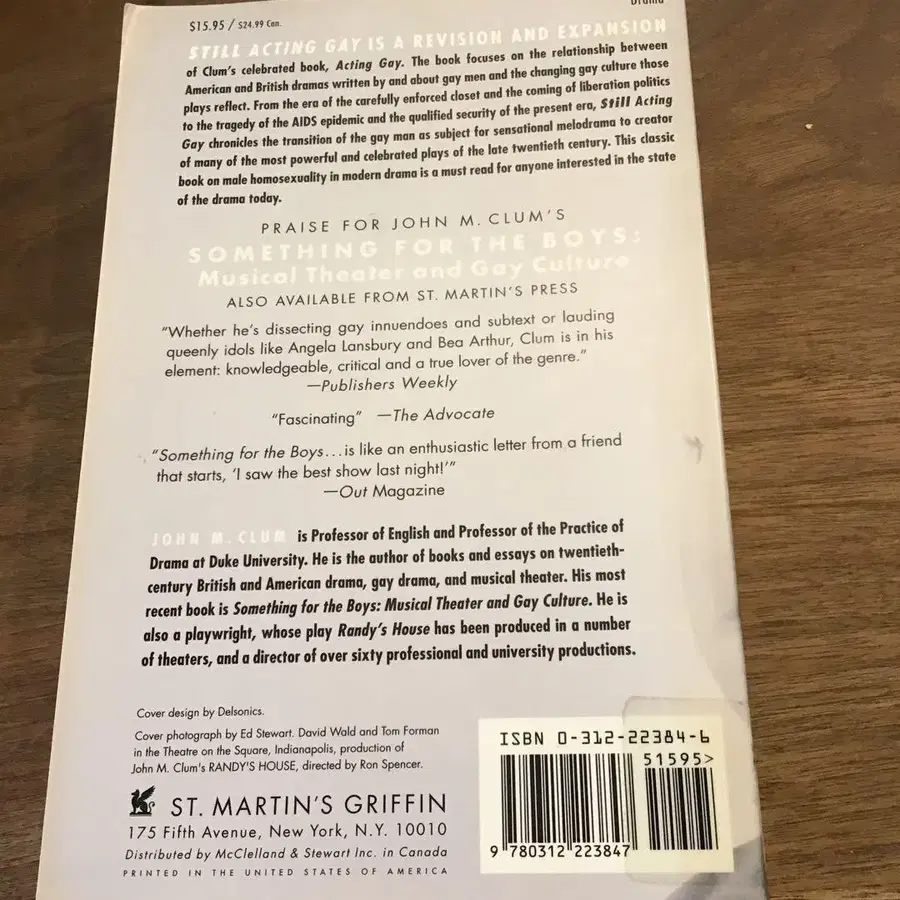 Drama
$15.95 / $24.99 Can.
STILL ACTING GAY IS A REVISION AND EXPANSION
of Clum's celebrated book, Acting Gay. The book focuses on the relationship between
American and British dramas written by and about gay men and the changing gay culture those
plays reflect. From the era of the carefully enforced closet and the coming of liberation politics
to the tragedy of the AIDS epidemic and the qualified security of the present era, Still Acting
Gay chronicles the transition of the gay man as subject for sensational melodrama to creator
of many of the most powerful and celebrated plays of the late twentieth century. This classic
book on male homosexuality in modern drama is a must read for anyone interested in the state
of the drama today.
PRAISE FOR JOHN M. CLUM'S
SOMETHING FOR THE BOYS:
Musical Theater and Gay Culture
ALSO AVAILABLE FROM ST. MARTIN'S PRESS
"Whether he's dissecting gay innuendoes and subtext or lauding
queenly idols like Angela Lansbury and Bea Arthur, Clum is in his
element: knowledgeable, critical and a true lover of the genre."
—Publishers Weekly
"Fascinating" —The Advocate
"Something for the Boys...is like an enthusiastic letter from a friend
that starts, 'I saw the best show last night!'"
—Out Magazine
JOHN M. CLUM is Professor of English and Professor of the Practice of
Drama at Duke University. He is the author of books and essays on twentieth-
century British and American drama, gay drama, and musical theater. His most
recent book is Something for the Boys: Musical Theater and Gay Culture. He is
also a playwright, whose play Randy's House has been produced in a number
of theaters, and a director of over sixty professional and university productions.
Cover design by Delsonics.
Cover photograph by Ed Stewart. David Wald and Tom Forman
in the Theatre on the Square, Indianapolis, production of
John M. Clum's RANDY'S HOUSE, directed by Ron Spencer.
ST. MARTIN'S GRIFFIN
175 Fifth Avenue, New York, N.Y. 10010
Distributed by McClelland & Stewart Inc. in Canada
PRINTED IN THE UNITED STATES OF AMERICA
ISBN 0-312-22384-6
51595>
9 780312 223847